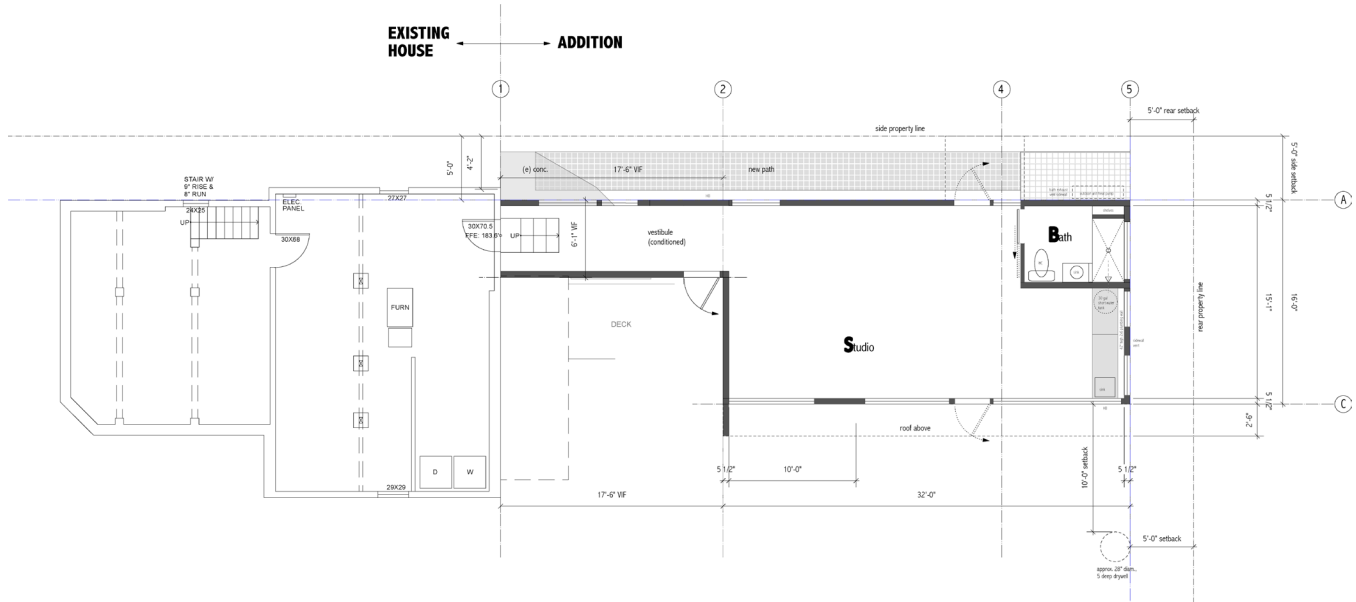 EXISTING
HOUSE
ADDITION
1
2
4
5
5'-0" rear setback
side property line
5'-0"
4'-2"
(e) conc.
17'-6" VIF
new path
5'-0" side setback
STAIR W/
9" RISE &
8" RUN
24X25
UP
ELEC
PANEL
27X27
30X68
30X70.5
FFE: 183.6'
UP
6'-1" VIF
vestibule
(conditioned)
Bath
5 1/2"
A
FURN
DECK
Studio
15'-1"
16'-0"
rear property line
5 1/2"
C
2'-6"
roof above
D
W
29X29
5 1/2"
10'-0"
5 1/2"
10'-0" setback
17'-6" VIF
32'-0"
5'-0" setback
approx. 28" diam.,
5 deep drywell